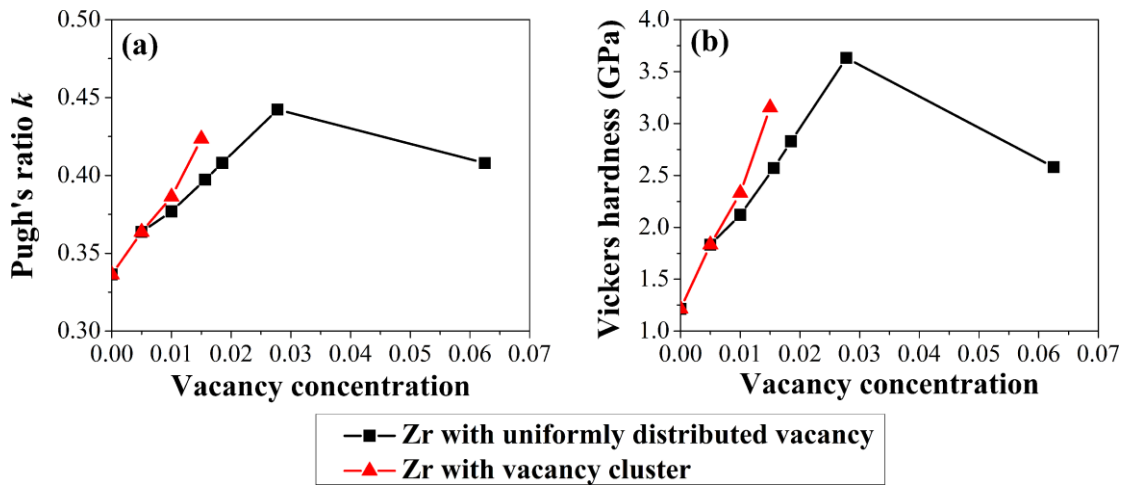 (a)
Pugh's ratio k
0.50
0.45
0.40
0.35
0.30
0.00 0.01 0.02 0.03 0.04 0.05 0.06 0.07
Vacancy concentration
(b)
Vickers hardness (GPa)
4.0
3.5
3.0
2.5
2.0
1.5
1.0
0.00 0.01 0.02 0.03 0.04 0.05 0.06 0.07
Vacancy concentration
Zr with uniformly distributed vacancy
Zr with vacancy cluster